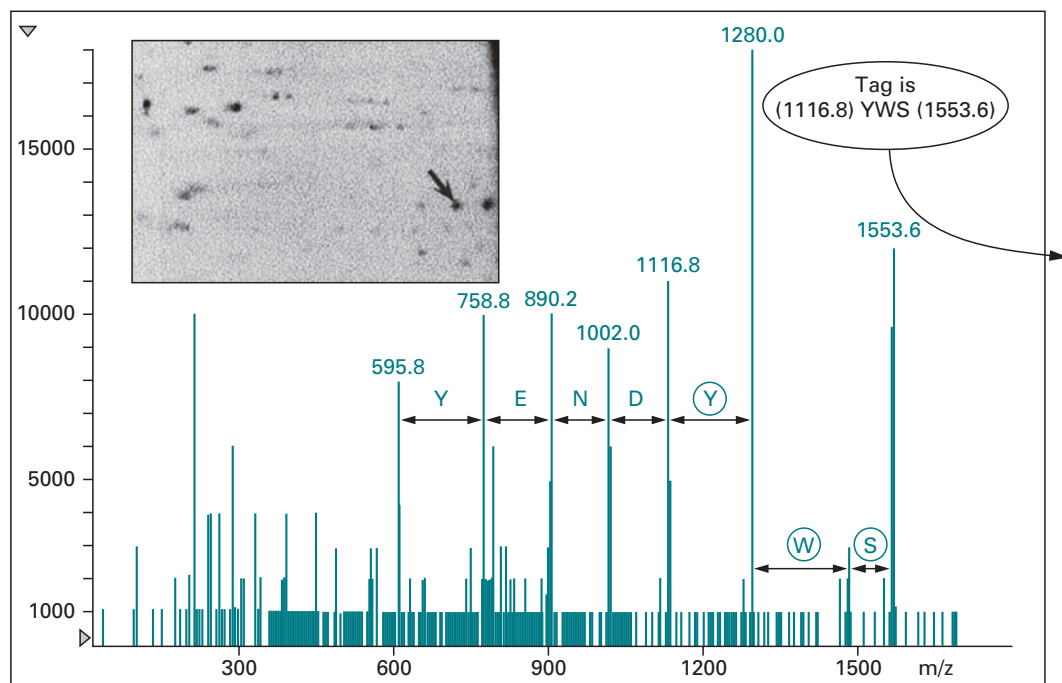 1280.0
Tag is
(1116.8) YWS (1553.6)
15000
1553.6
1116.8
10000
758.8 890.2
1002.0
595.8
Y E N D Y
5000
W S
1000
300 600 900 1200 1500 m/z